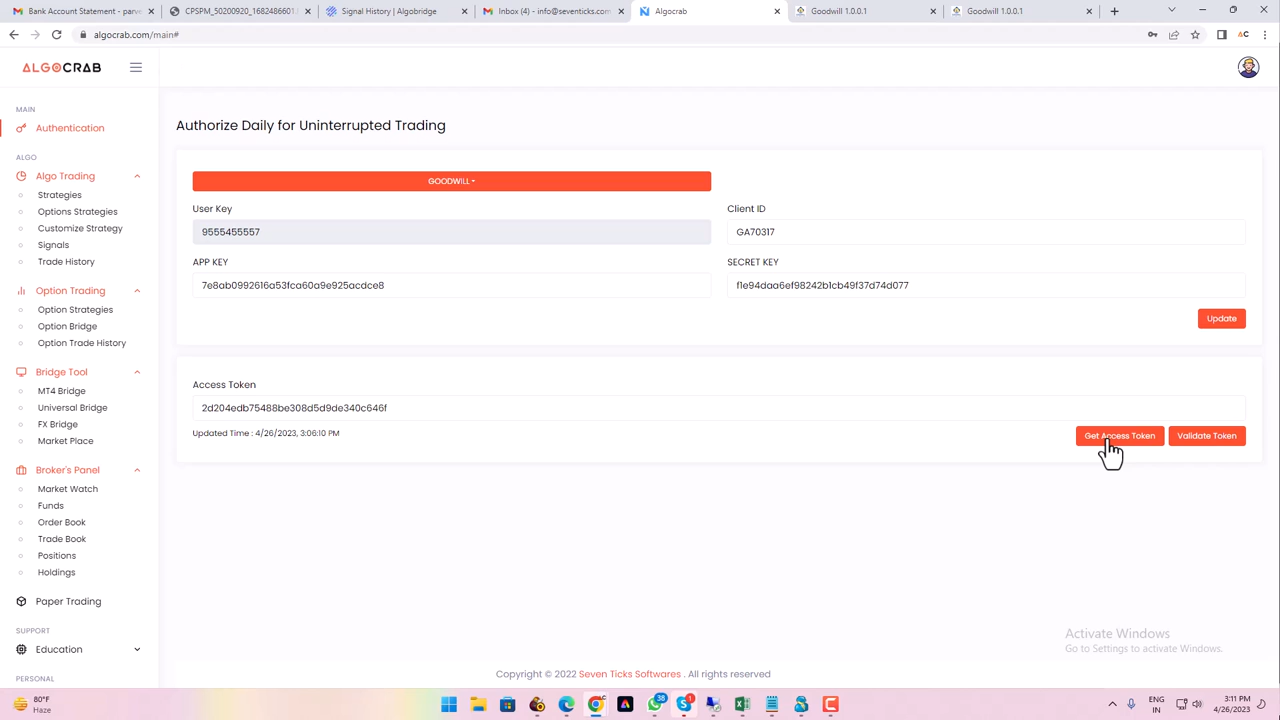 Bank Account Statement - parve
CPSPM_50200920_1682486601.
Signal History | Algobridge
Inbox (4) - info@seventicks.com
Algocrab
Goodwill 1.0.0.1
Goodwill 1.0.0.1
algocrab.com/main#
AC
ALGOCRAB
MAIN
Authentication
ALGO
Algo Trading
Strategies
Options Strategies
Customize Strategy
Signals
Trade History
Option Trading
Option Strategies
Option Bridge
Option Trade History
Bridge Tool
MT4 Bridge
Universal Bridge
FX Bridge
Market Place
Broker's Panel
Market Watch
Funds
Order Book
Trade Book
Positions
Holdings
Paper Trading
SUPPORT
Education
PERSONAL
Authorize Daily for Uninterrupted Trading
GOODWILL
User Key
9555455557
Client ID
GA70317
APP KEY
7e8ab0992616a53fca60a9e925acdce8
SECRET KEY
f1e94daa6ef98242b1cb49f37d74d077
Update
Access Token
2d204edb75488be308d5d9de340c646f
Updated Time : 4/26/2023, 3:06:10 PM
Get Access Token
Validate Token
Activate Windows
Go to Settings to activate Windows.
Copyright © 2022 Seven Ticks Softwares . All rights reserved
80°F
Haze
38
1
ENG
IN
3:11 PM
4/26/2023